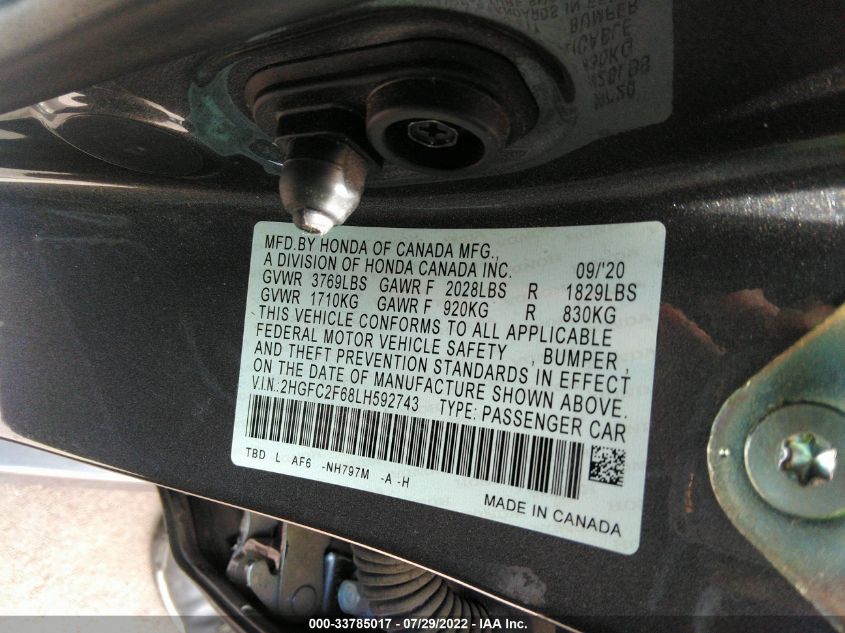 MFD.BY HONDA OF CANADA MFG.,
A DIVISION OF HONDA CANADA INC. 09/'20
GVWR 3769LBS GAWR F 2028LBS R 1829LBS
GVWR 1710KG GAWR F 920KG R 830KG
THIS VEHICLE CONFORMS TO ALL APPLICABLE
FEDERAL MOTOR VEHICLE SAFETY ,BUMPER ,
AND THEFT PREVENTION STANDARDS IN EFFECT
ON THE DATE OF MANUFACTURE SHOWN ABOVE.
V.I.N.:2HGFC2F68LH592743 TYPE: PASSENGER CAR
TBD L AF6 -NH797M -A -H
MADE IN CANADA
000-33785017 - 07/29/2022 - IAA Inc.